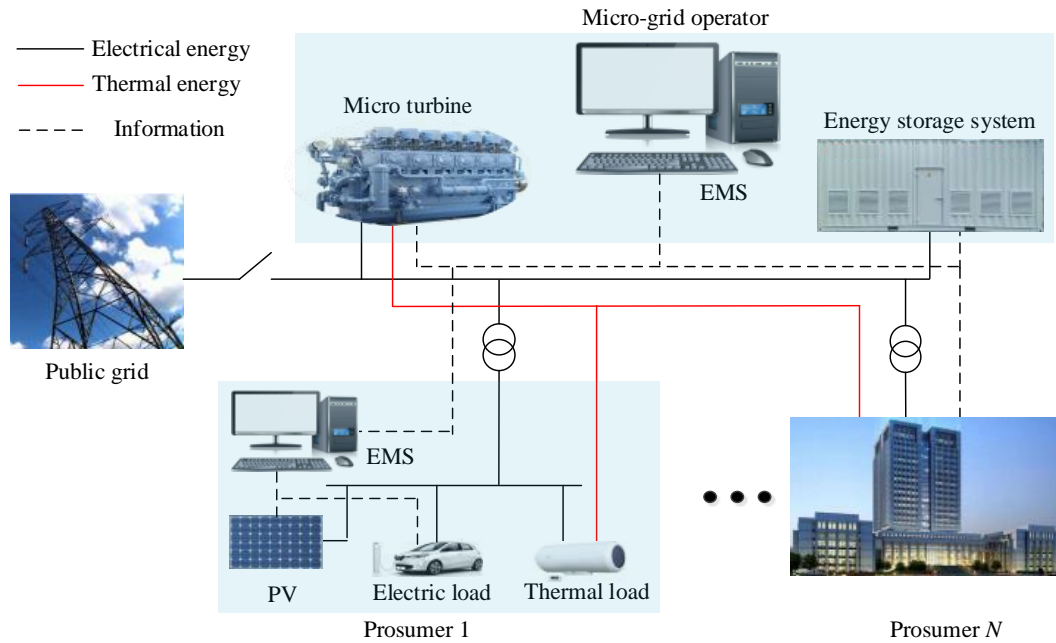 Micro-grid operator
Electrical energy
Thermal energy
Information
Micro turbine
Energy storage system
EMS
Public grid
EMS
PV
Electric load
Thermal load
Prosumer 1
Prosumer N